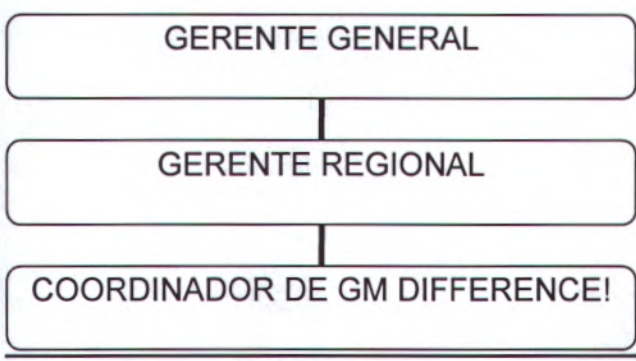 GERENTE GENERAL
GERENTE REGIONAL
COORDINADOR DE GM DIFFERENCE!